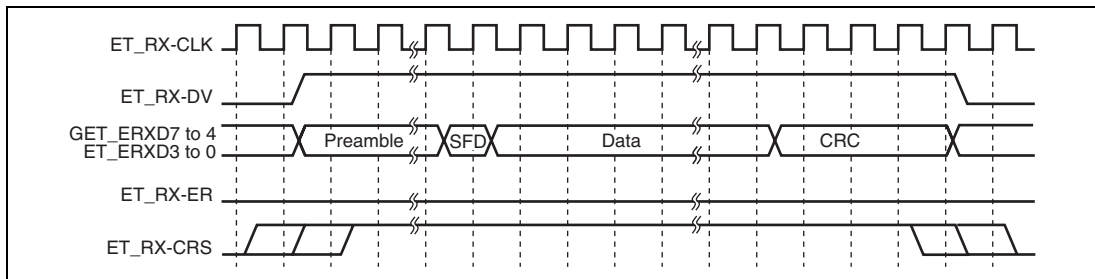 ET_RX-CLK
ET_RX-DV
GET_ERXD7 to 4
ET_ERXD3 to 0
Preamble SFD Data CRC
ET_RX-ER
ET_RX-CRS